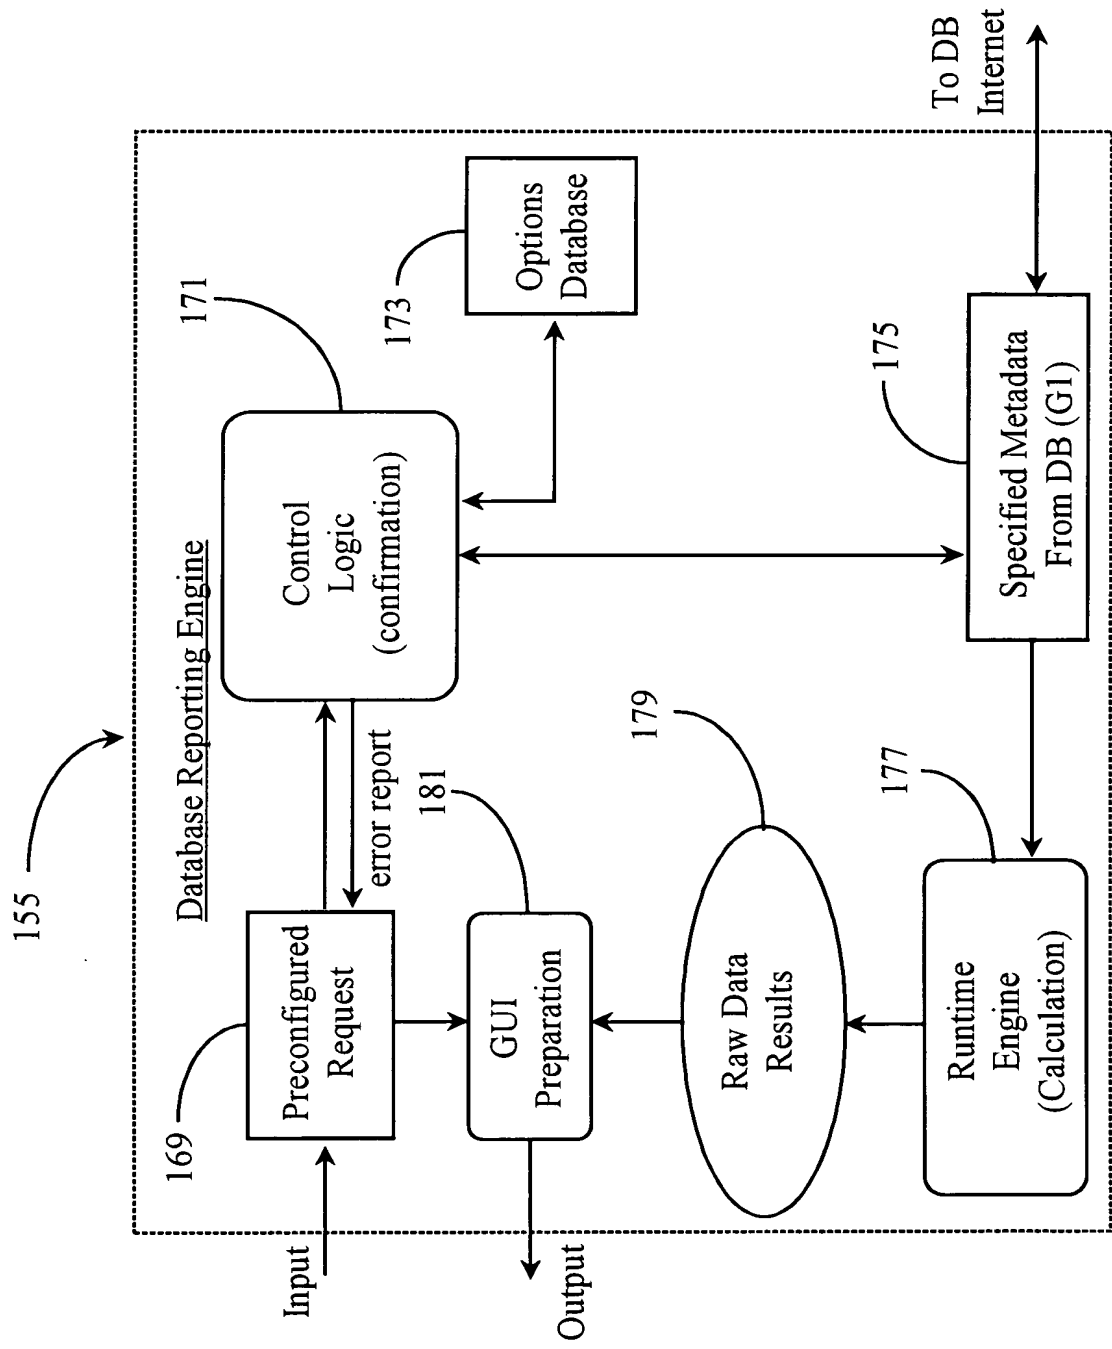 155
Database Reporting Engine
171
Input
169
Preconfigured
Request
error report
Control
Logic
(confirmation)
173
Options
Database
Output
GUI
Preparation
181
Raw Data
Results
179
Runtime
Engine
(Calculation)
177
Specified Metadata
From DB (G1)
175
To DB
Internet